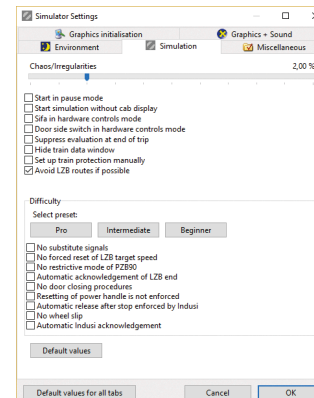 Simulator Settings
Graphics initialisation
Graphics + Sound
Environment
Simulation
Miscellaneous
Chaos/Irregularities
2,00 %
Start in pause mode
Start simulation without cab display
Sifa in hardware controls mode
Door side switch in hardware controls mode
Suppress evaluation at end of trip
Hide train data window
Set up train protection manually
Avoid LZB routes if possible
Difficulty
Select preset:
Pro
Intermediate
Beginner
No substitute signals
No forced reset of LZB target speed
No restrictive mode of PZB90
Automatic acknowledgement of LZB end
No door closing procedures
Resetting of power handle is not enforced
Automatic release after stop enforced by Indusi
No wheel slip
Automatic Indusi acknowledgement
Default values
Default values for all tabs
Cancel
OK